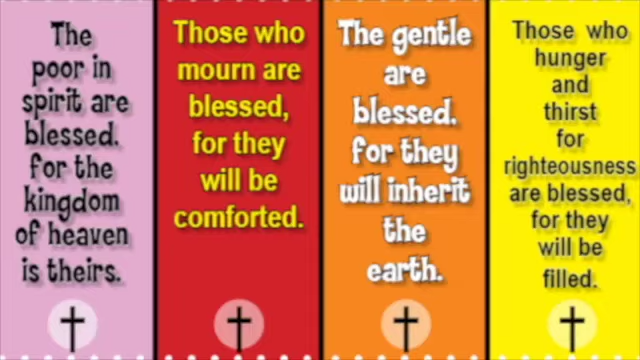 The
poor in
spirit are
blessed.
for the
kingdom
of heaven
is theirs.
Those who
mourn are
blessed,
for they
will be
comforted.
The gentle
are
blessed.
for they
will inherit
the
earth.
Those who
hunger
and
thirst
for
righteousness
are blessed,
for they
will be
filled.